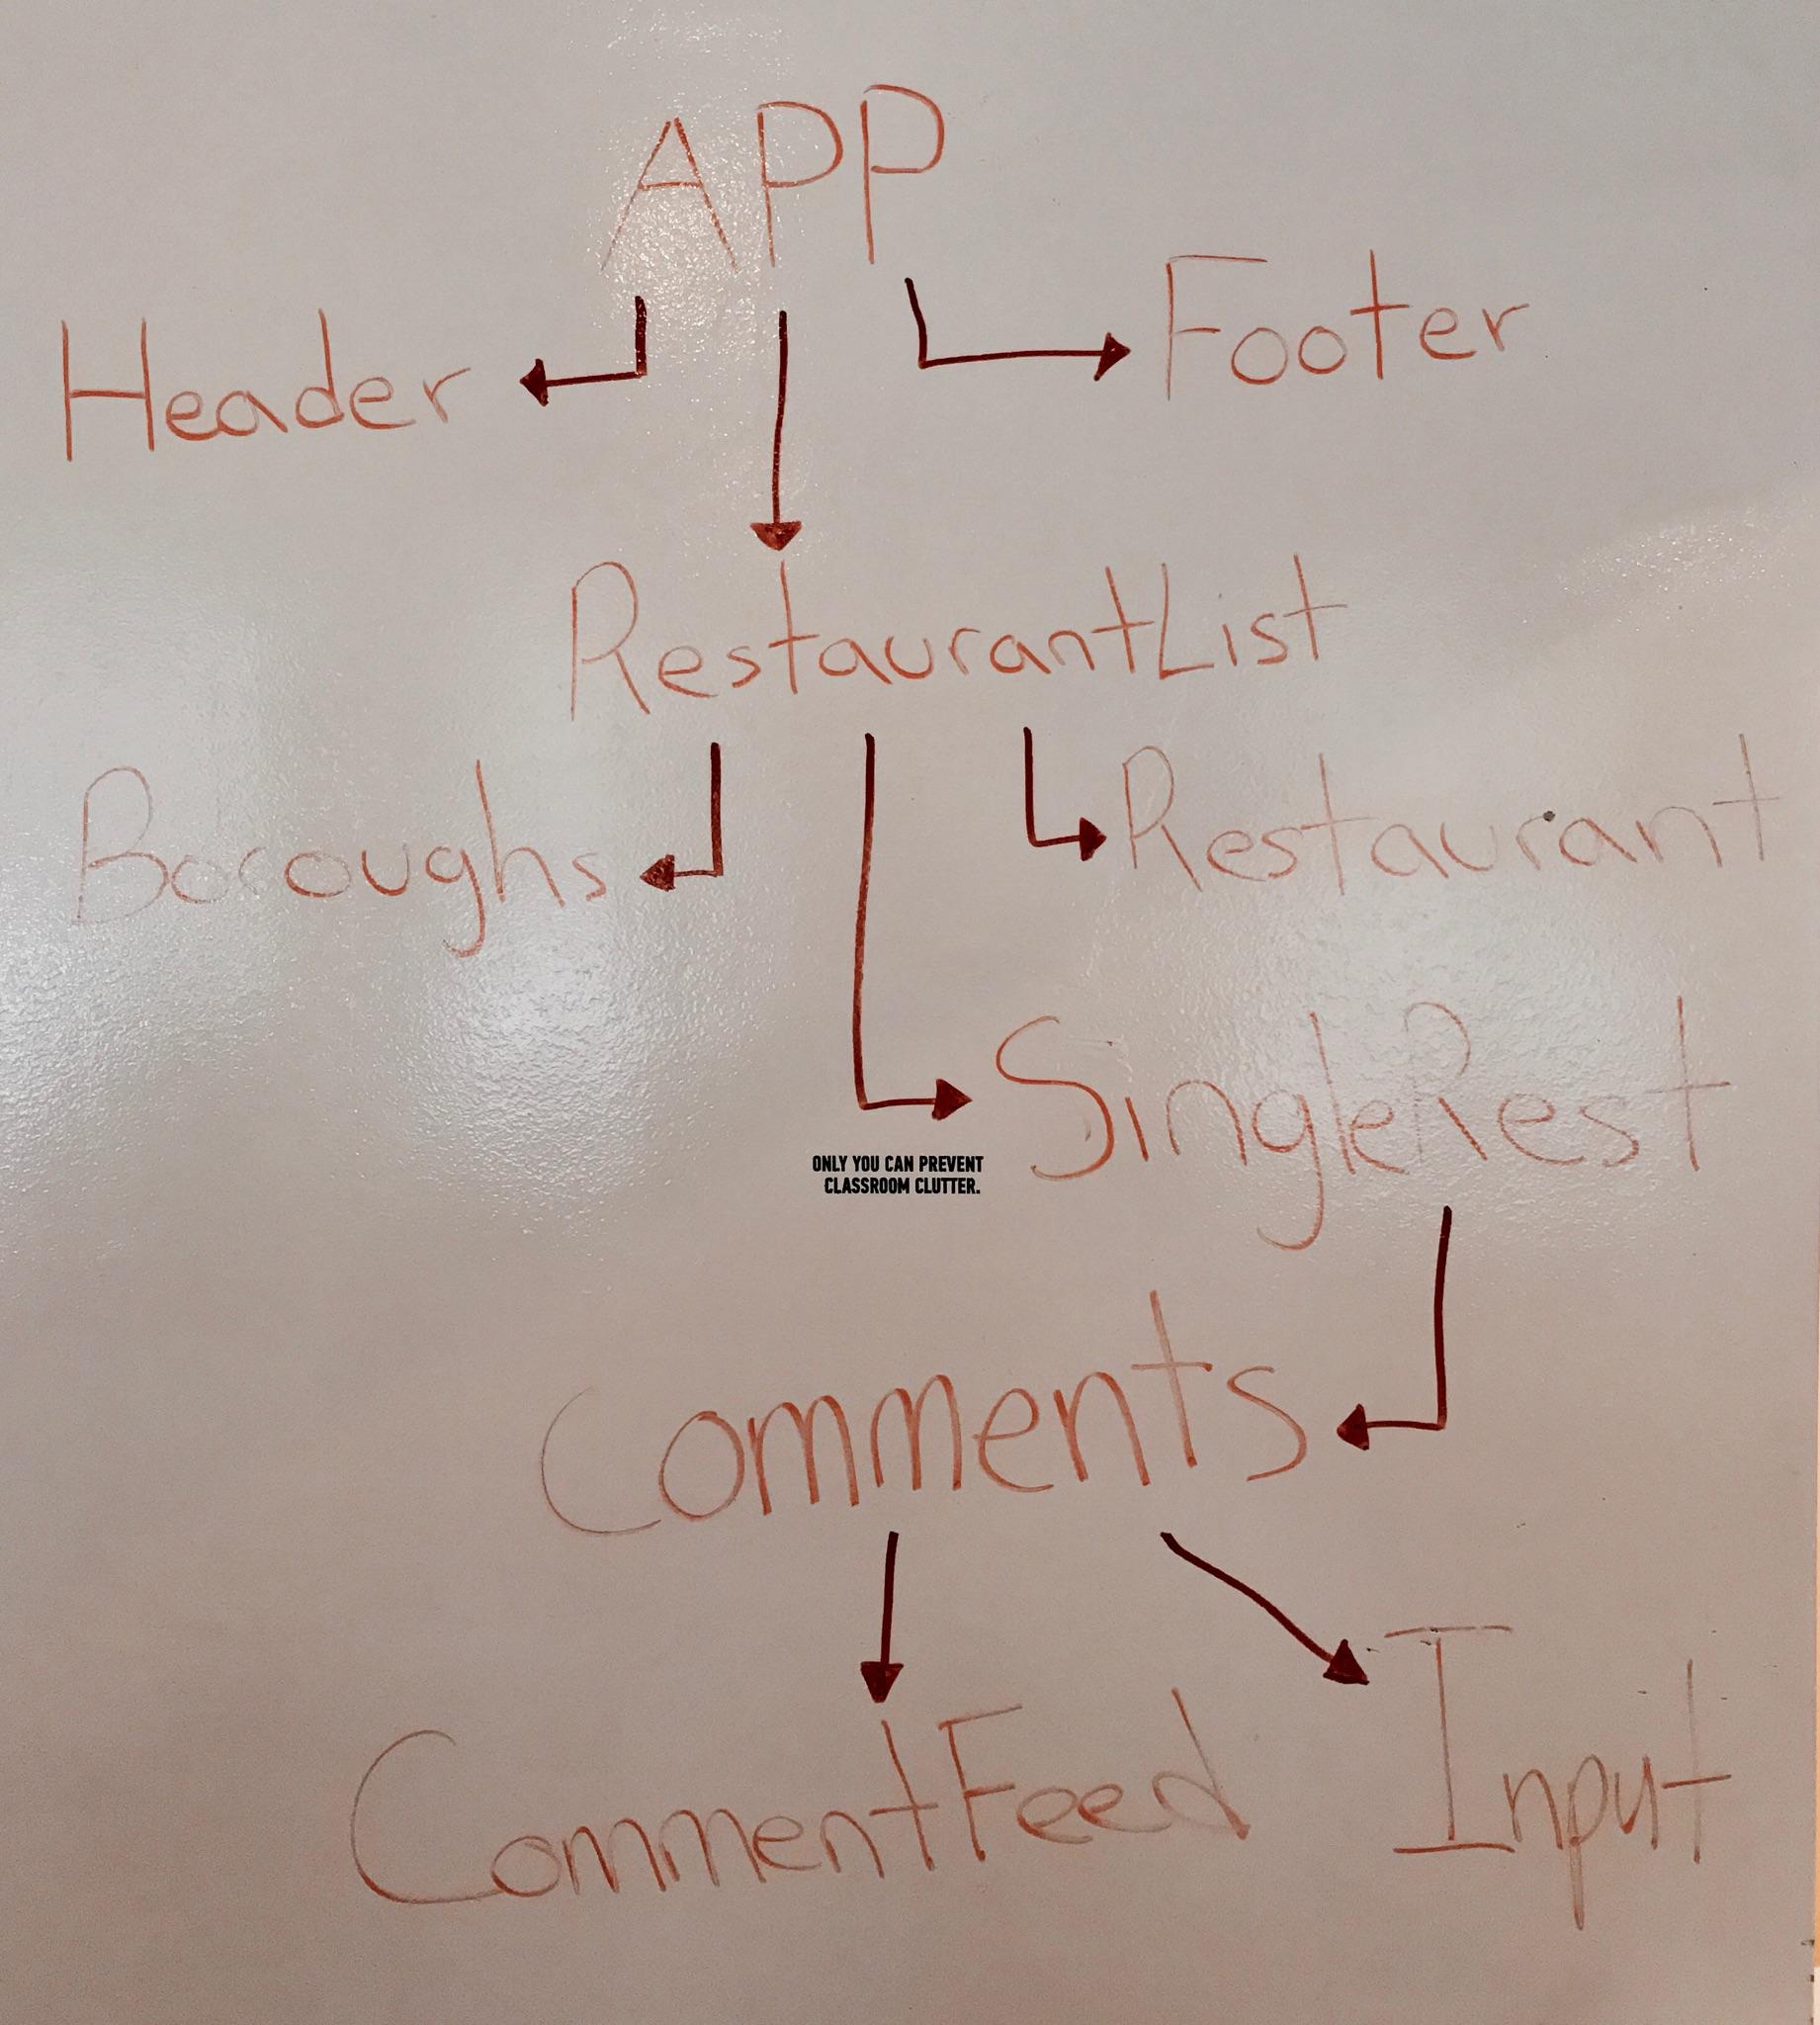 APP
Header
Footer
RestaurantList
Boroughs
Restaurant
SingleRest
ONLY YOU CAN PREVENT
CLASSROOM CLUTTER.
Comments
CommentFeed
Input